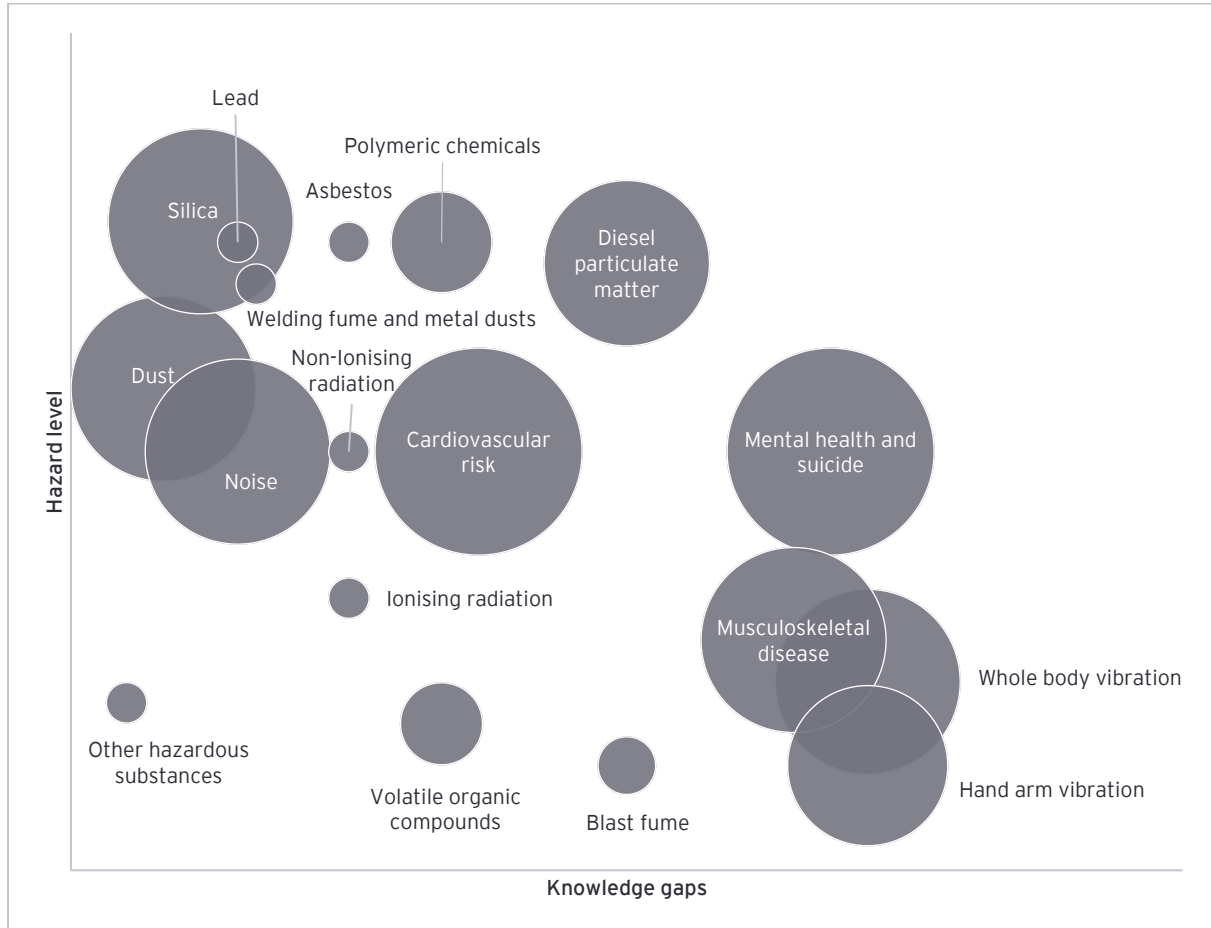 Lead
Polymeric chemicals
Asbestos
Silica
Diesel
particulate
matter
Welding fume and metal dusts
Non-Ionising
radiation
Dust
Hazard level
Cardiovascular
risk
Mental health and
suicide
Noise
Ionising radiation
Musculoskeletal
disease
Whole body vibration
Other hazardous
substances
Volatile organic
compounds
Hand arm vibration
Blast fume
Knowledge gaps